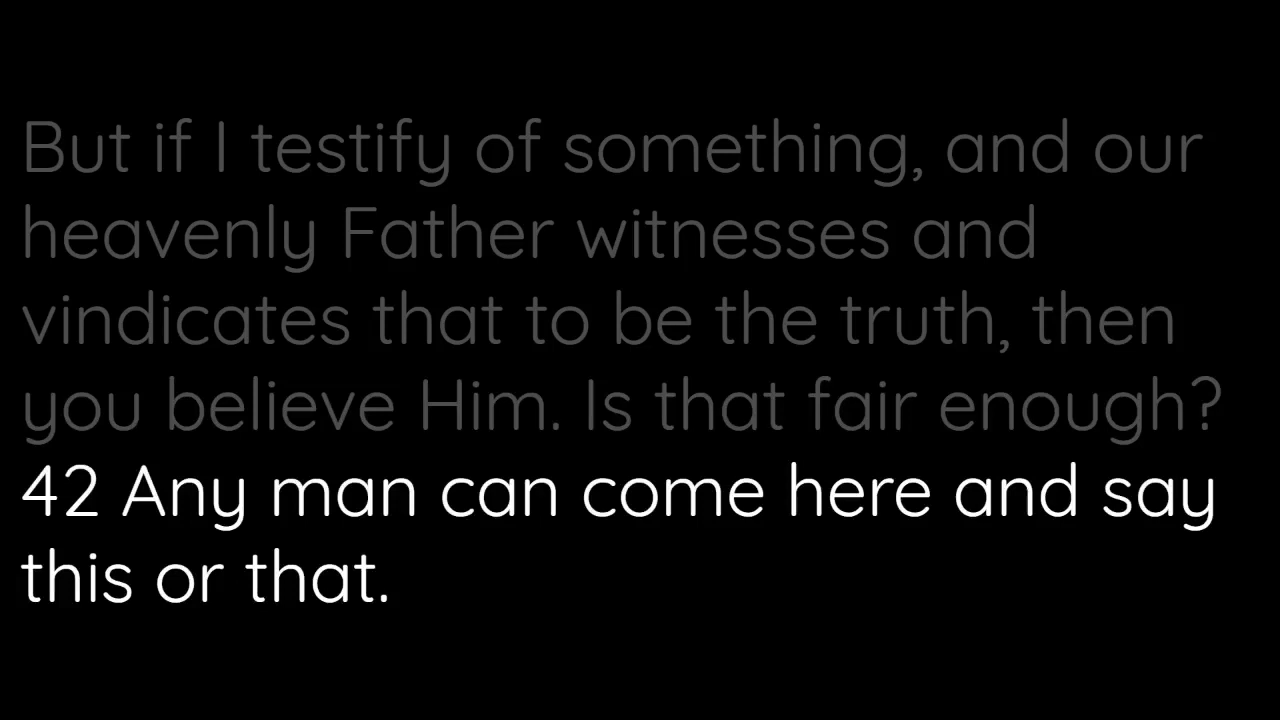 But if I testify of something, and our
heavenly Father witnesses and
vindicates that to be the truth, then
you believe Him. Is that fair enough?
42 Any man can come here and say
this or that.